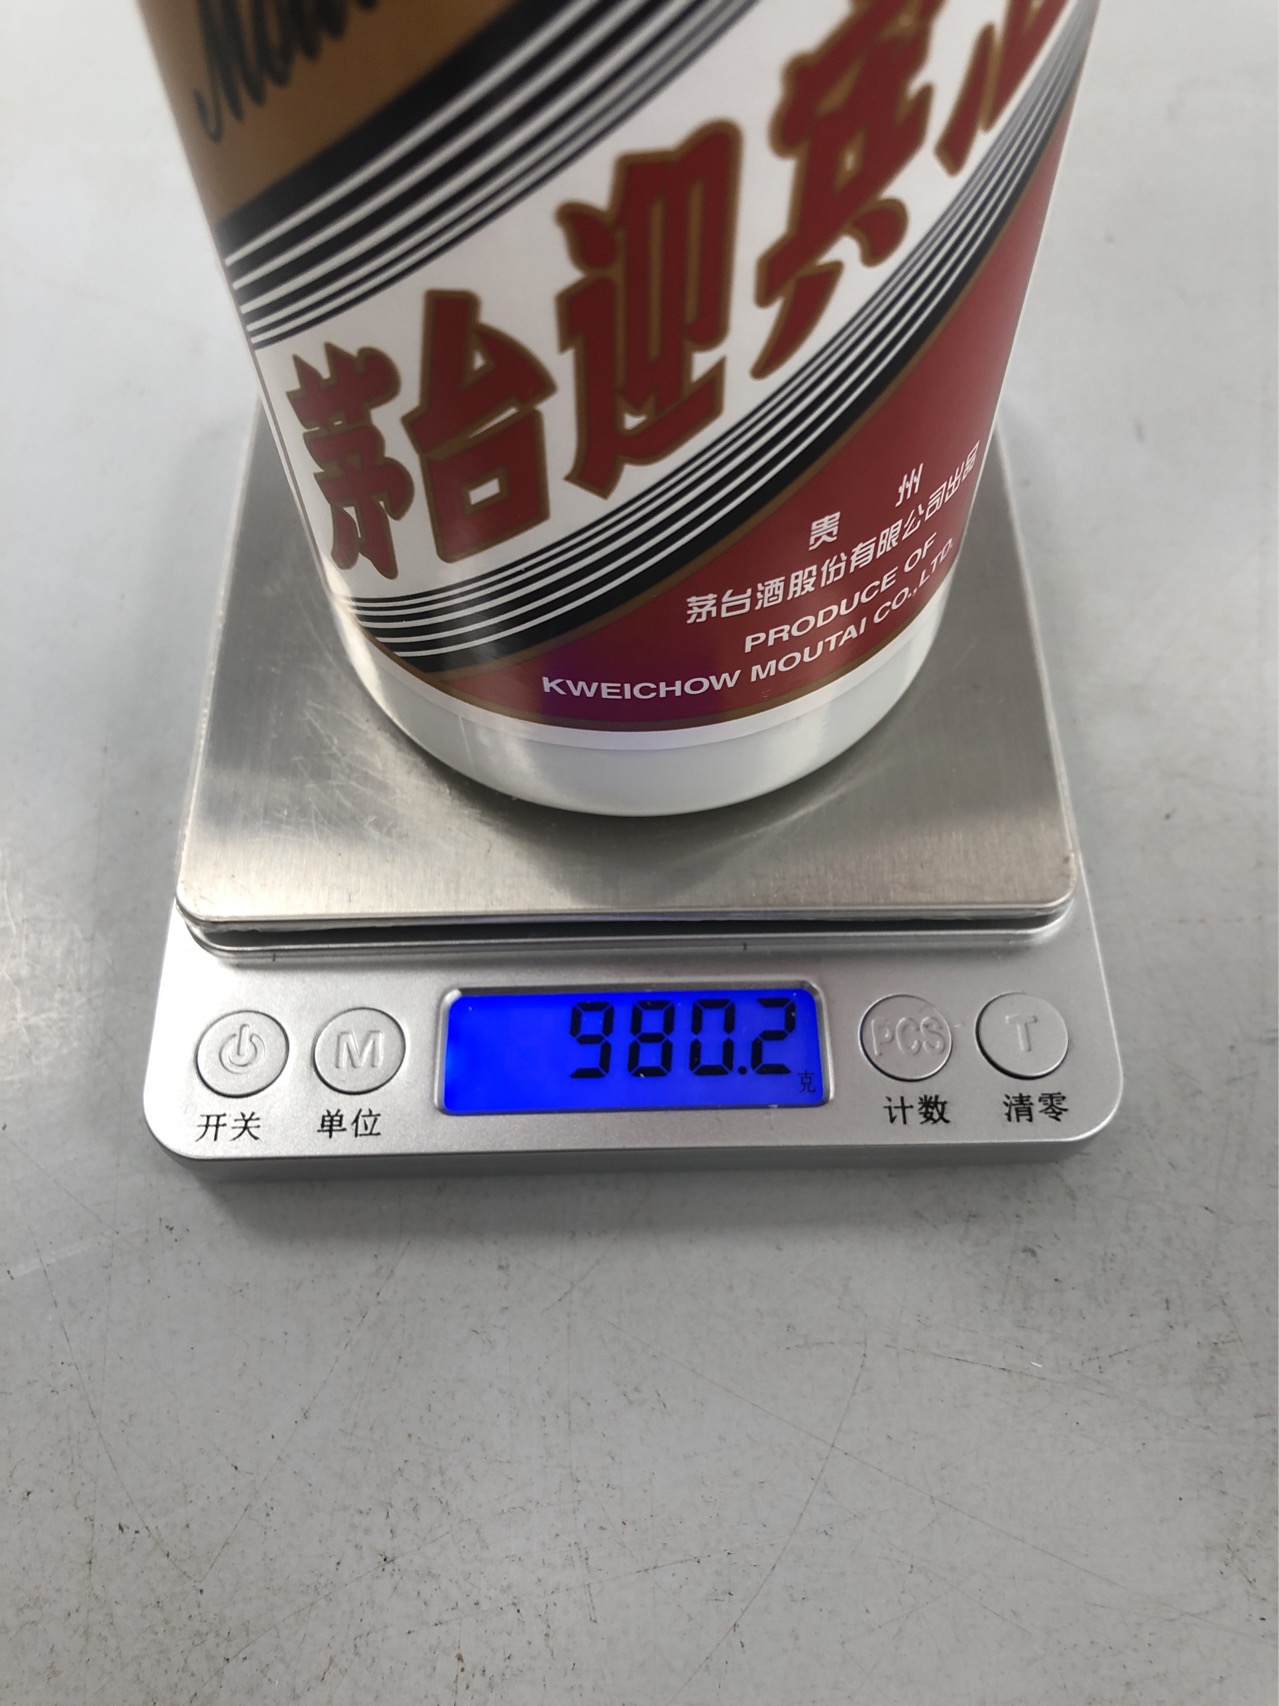 茅台迎宾
贵州
茅台酒股份有限公司出品
PRODUCE OF
KWEICHOW MOUTAI CO.,LTD.
980.2
克
M
PCS
T
开关
单位
计数
清零